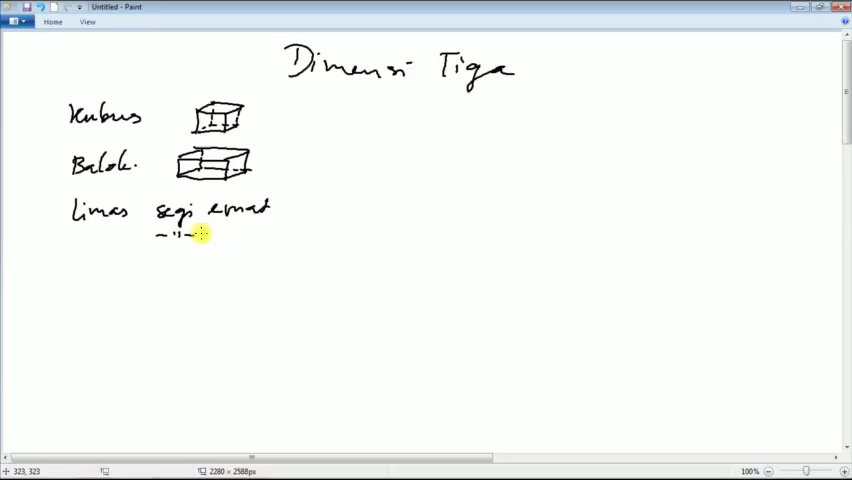 Untitled - Paint
Home View
Dimensi Tiga
Kubus
Balok.
Limas segi empat
-"-
323, 323
2280 × 2588px
100%